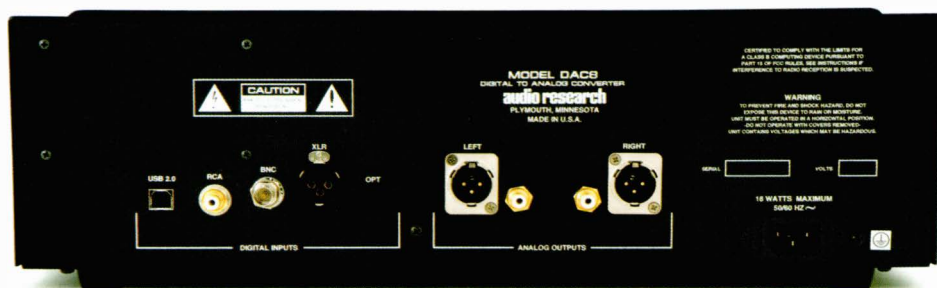 CAUTION
MODEL DAC8
DIGITAL TO ANALOG CONVERTER
audio research
PLYMOUTH, MINNESOTA
MADE IN U.S.A.
CERTIFIED TO COMPLY WITH THE LIMITS FOR
A CLASS B COMPUTING DEVICE PURSUANT TO
PART 15 OF FCC RULES. SEE INSTRUCTIONS IF
INTERFERENCE TO RADIO RECEPTION IS SUSPECTED.
WARNING
TO PREVENT FIRE AND SHOCK HAZARD, DO NOT
EXPOSE THIS DEVICE TO RAIN OR MOISTURE.
UNIT MUST BE OPERATED IN A HORIZONTAL POSITION.
-DO NOT OPERATE WITH COVERS REMOVED-
UNIT CONTAINS VOLTAGES WHICH MAY BE HAZARDOUS.
USB 2.0
RCA
BNC
XLR
OPT
LEFT
RIGHT
SERIAL
VOLTS
16 WATTS MAXIMUM
50/60 HZ ~
DIGITAL INPUTS
ANALOG OUTPUTS